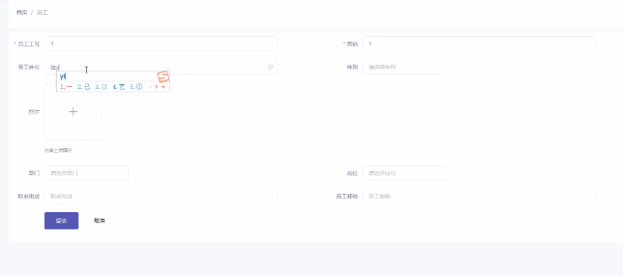 首页 / 员工
* 员工工号 1
* 密码 1
员工姓名
yi
1.一 2.已 3.以 4.艺 5.亿
性别 请选择性别
照片
+
点击上传照片
部门 请选择部门
岗位 请选择岗位
联系电话 联系电话
员工邮箱 员工邮箱
提交 取消